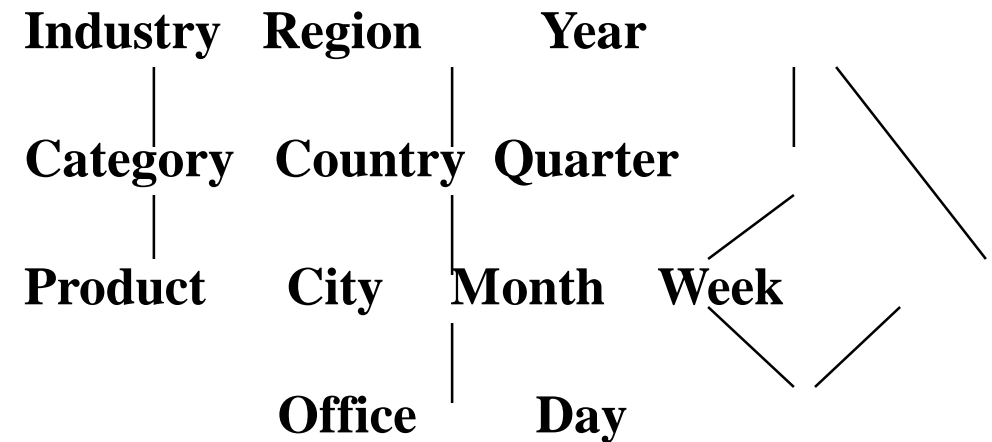 Industry Region Year
Category Country Quarter
Product City Month Week
Office Day